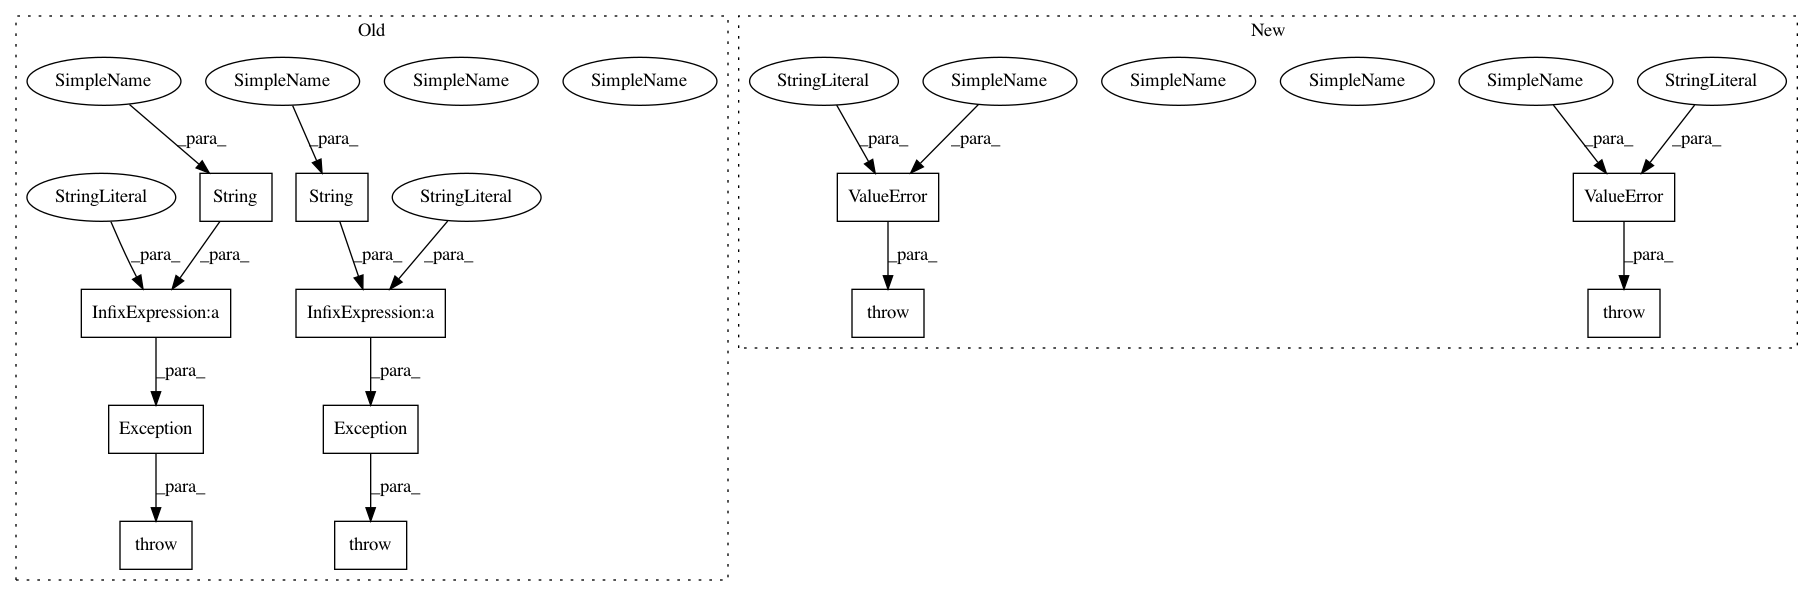 Old
New
SimpleName
SimpleName
SimpleName
SimpleName
StringLiteral
SimpleName
SimpleName
SimpleName
SimpleName
StringLiteral
_para_
_para_
_para_
_para_
_para_
_para_
StringLiteral
String
String
StringLiteral
ValueError
ValueError
_para_
_para_
_para_
_para_
_para_
_para_
InfixExpression:a
InfixExpression:a
throw
throw
_para_
_para_
Exception
Exception
_para_
_para_
throw
throw